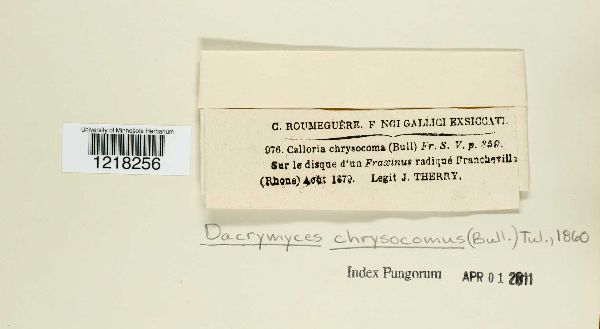 University of Minnesota Herbarium
1218256
C. ROUMEGUÈRE. F NGI GALLICI EXSICCATI.
976. Calloria chrysocoma (Bull) Fr. S. V. p. 359.
Sur le disque d'un Fraxinus radiqué Francheville
(Rhone) Août 1879. Legit J. THERRY.
Dacrymyces chrysocomus (Bull.) Tul., 1860
Index Fungorum APR 01 2011